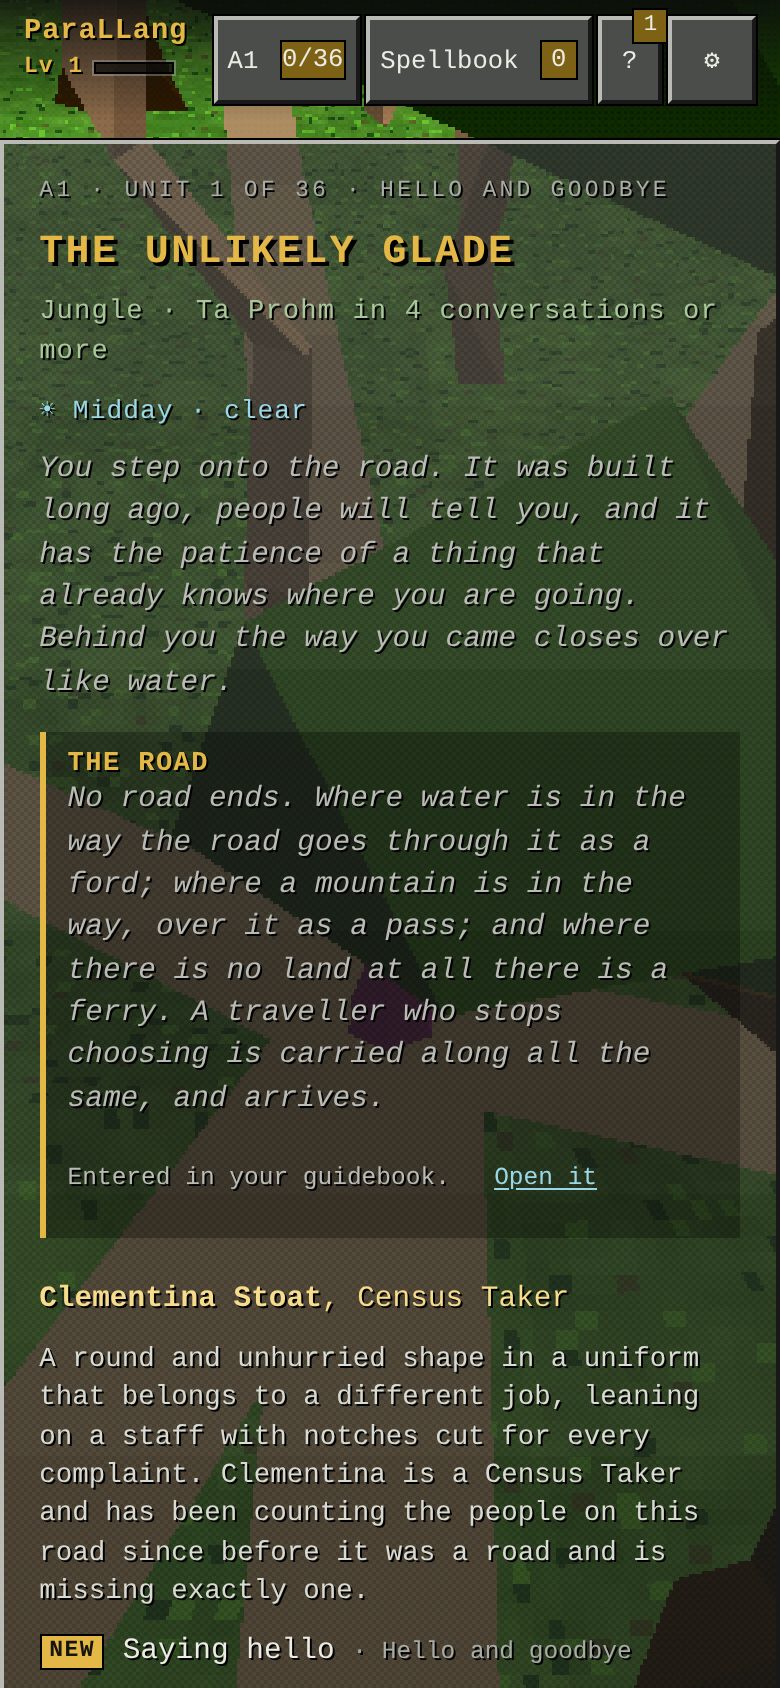 ParaLLang
Lv 1
A1 0/36
Spellbook 0
? 1
⚙
A1 · UNIT 1 OF 36 · HELLO AND GOODBYE
THE UNLIKELY GLADE
Jungle · Ta Prohm in 4 conversations or
more
☀ Midday · clear
You step onto the road. It was built
long ago, people will tell you, and it
has the patience of a thing that
already knows where you are going.
Behind you the way you came closes over
like water.
THE ROAD
No road ends. Where water is in the
way the road goes through it as a
ford; where a mountain is in the
way, over it as a pass; and where
there is no land at all there is a
ferry. A traveller who stops
choosing is carried along all the
same, and arrives.
Entered in your guidebook. Open it
Clementina Stoat, Census Taker
A round and unhurried shape in a uniform
that belongs to a different job, leaning
on a staff with notches cut for every
complaint. Clementina is a Census Taker
and has been counting the people on this
road since before it was a road and is
missing exactly one.
NEW Saying hello · Hello and goodbye